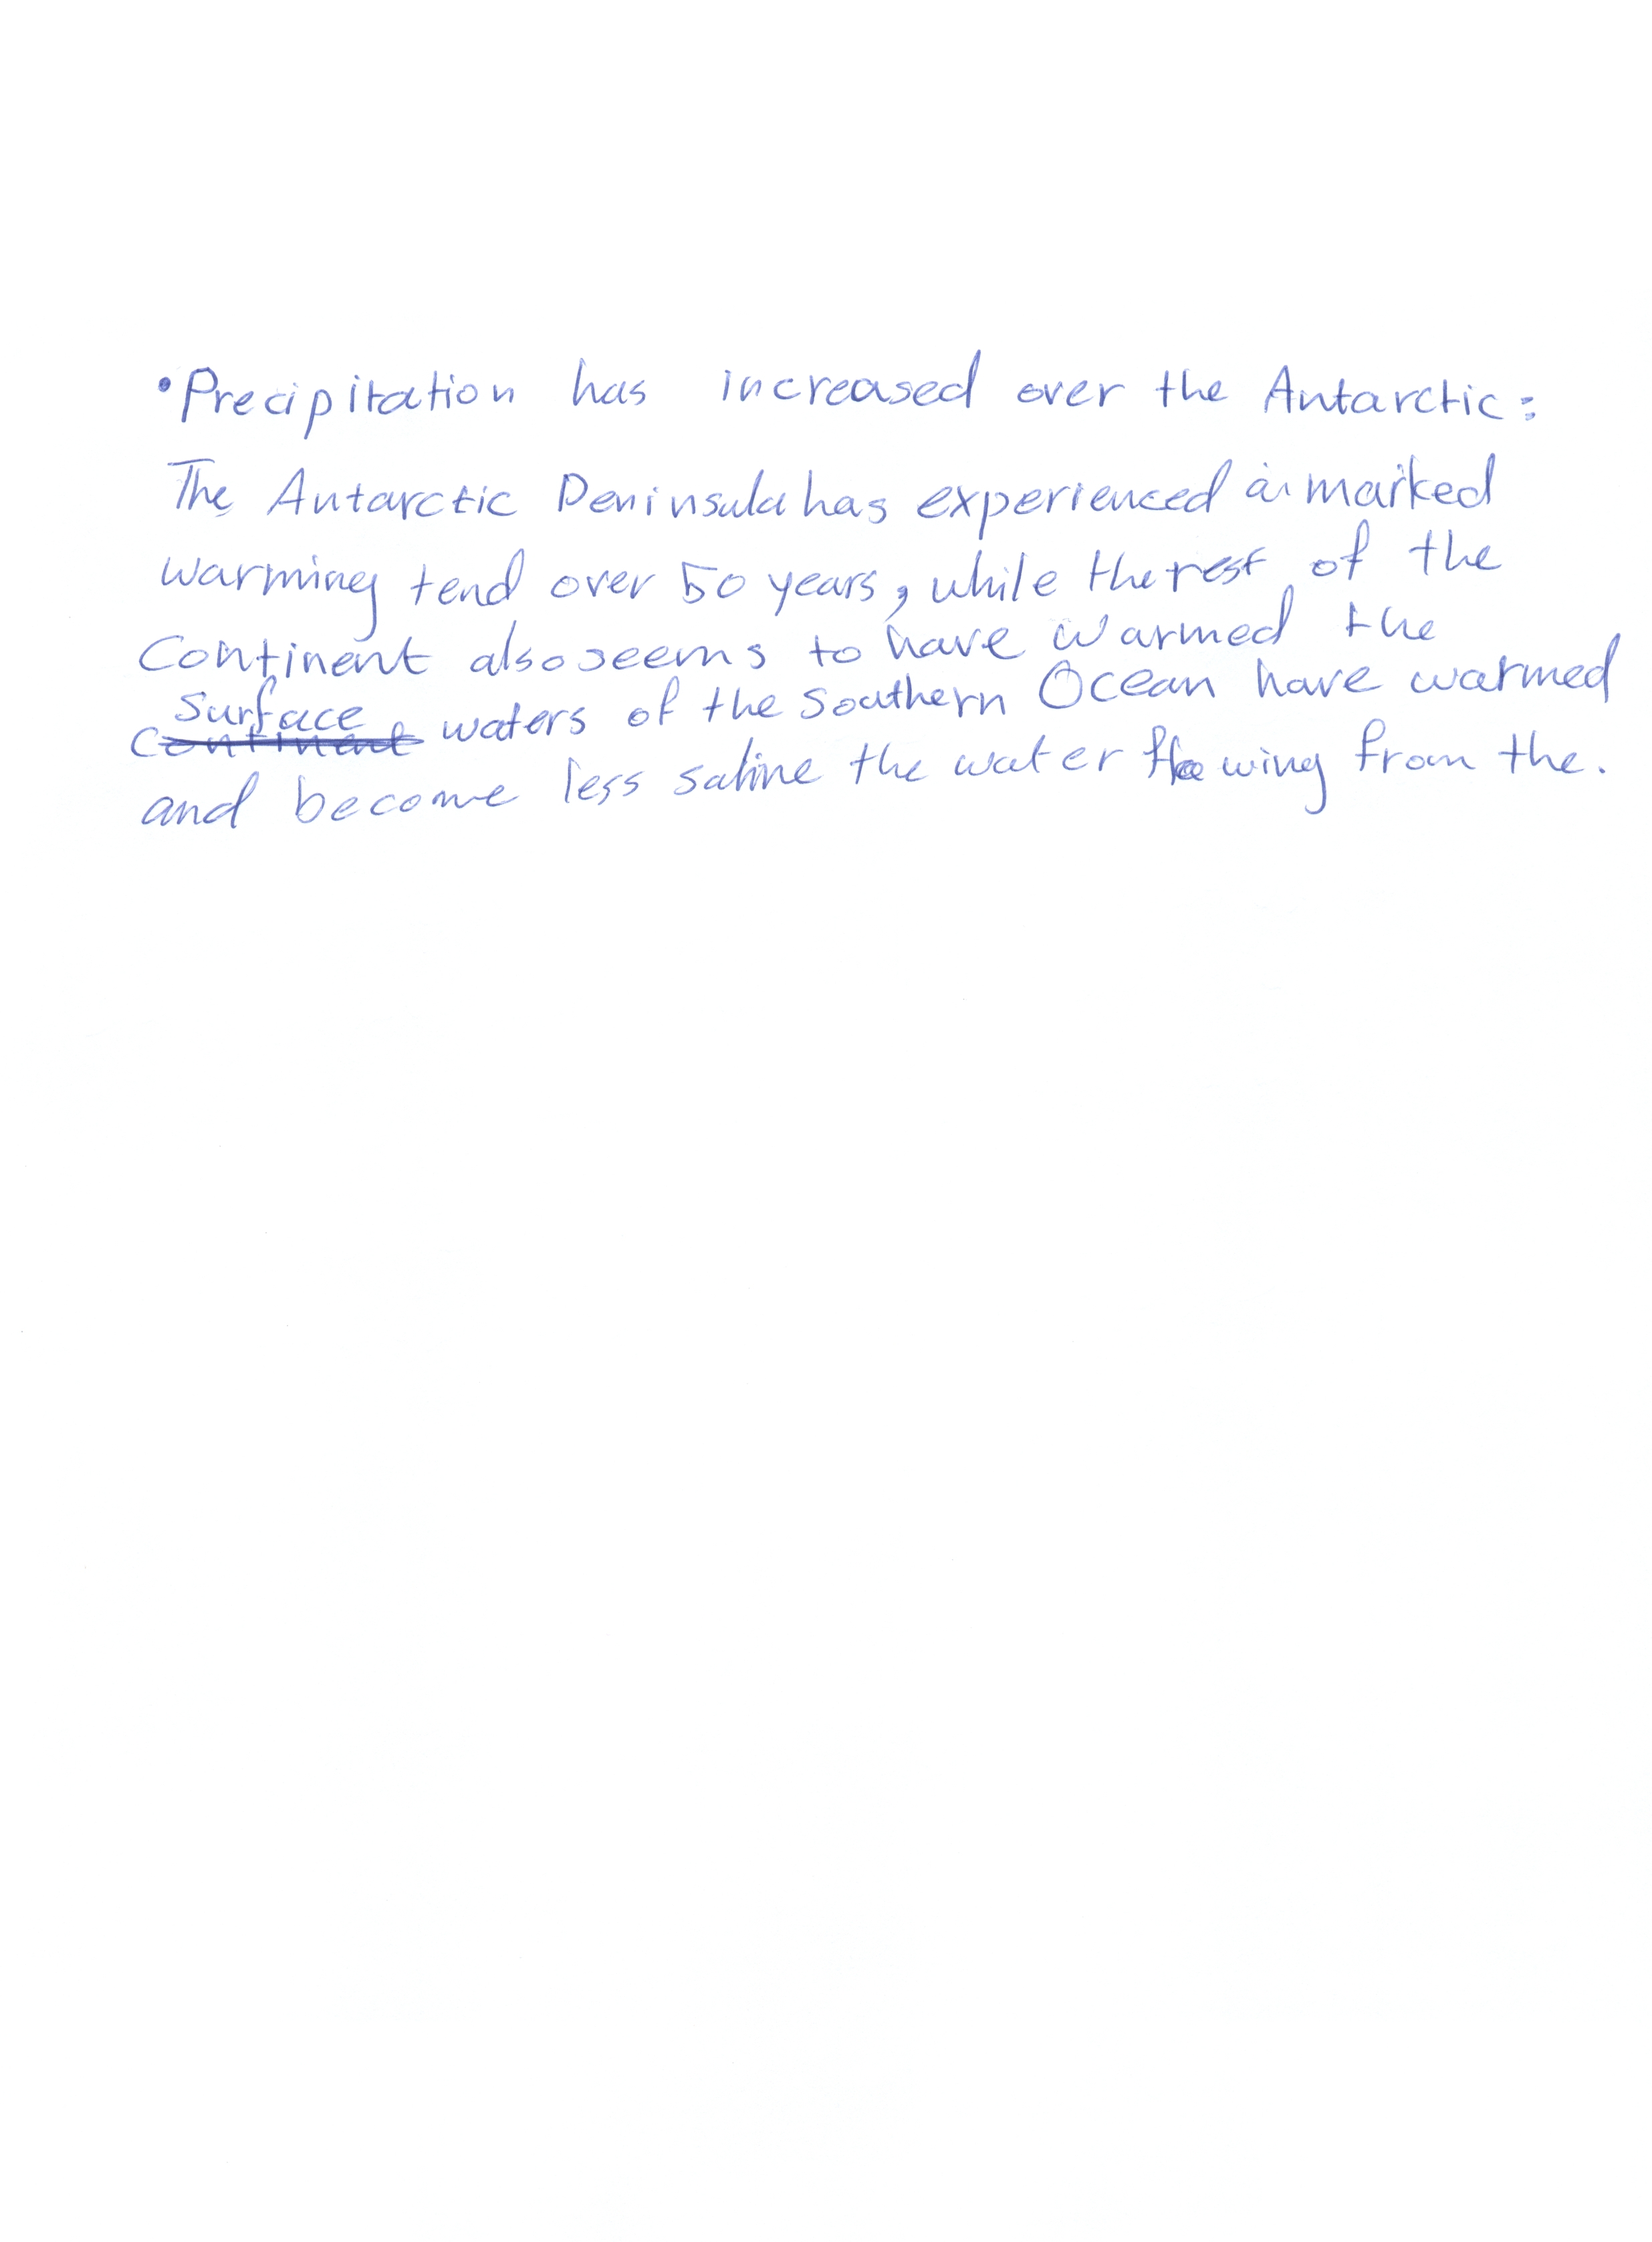 •Precipitation has increased over the Antarctic:
The Antarctic Peninsula has experienced a marked
warming tend over 50 years, while the rest of the
Continent also seems to have warmed the
surface
continent waters of the Southern Ocean have warmed
and become less saline the water flowing from the.